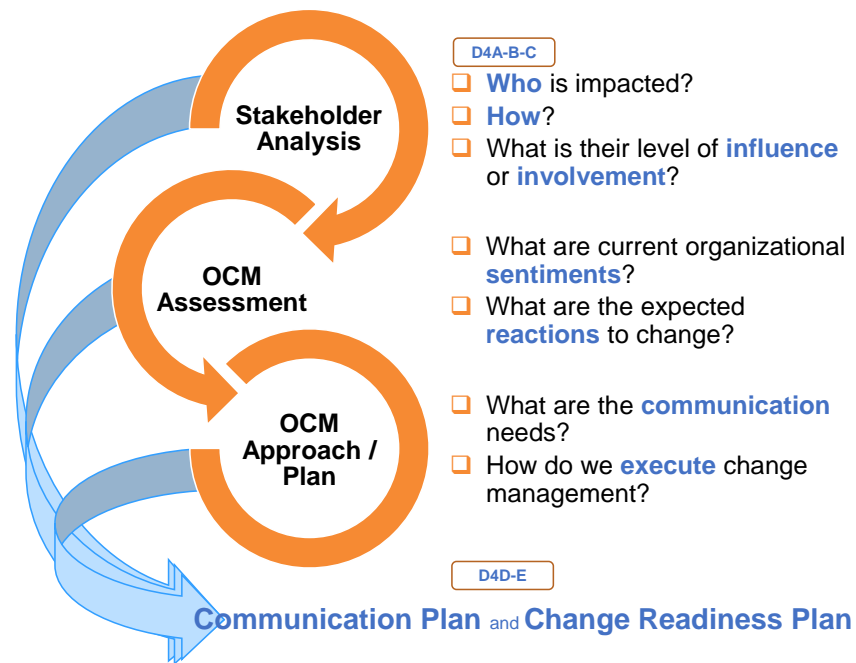 D4A-B-C
Stakeholder
Analysis
❑ Who is impacted?
❑ How?
❑ What is their level of influence
or involvement?
OCM
Assessment
❑ What are current organizational
sentiments?
❑ What are the expected
reactions to change?
OCM
Approach /
Plan
❑ What are the communication
needs?
❑ How do we execute change
management?
D4D-E
Communication Plan and Change Readiness Plan